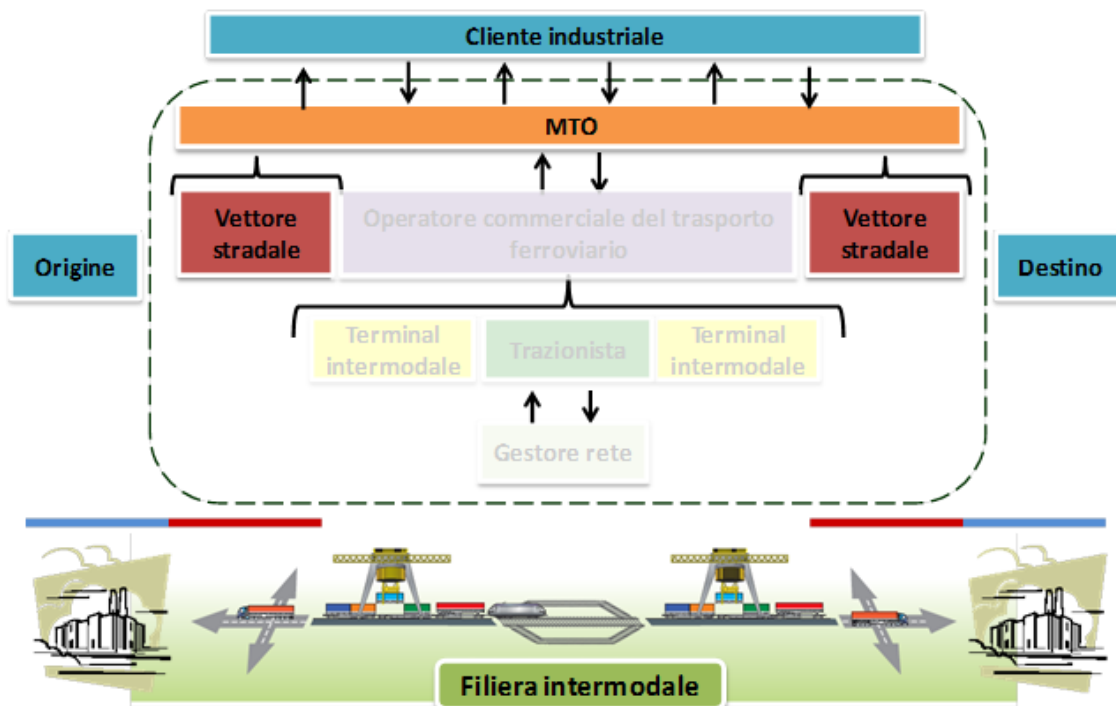 Cliente industriale
MTO
Vettore
stradale
Operatore commerciale del trasporto
ferroviario
Vettore
stradale
Origine
Destino
Terminal
intermodale
Trazionista
Terminal
intermodale
Gestore rete
Filiera intermodale